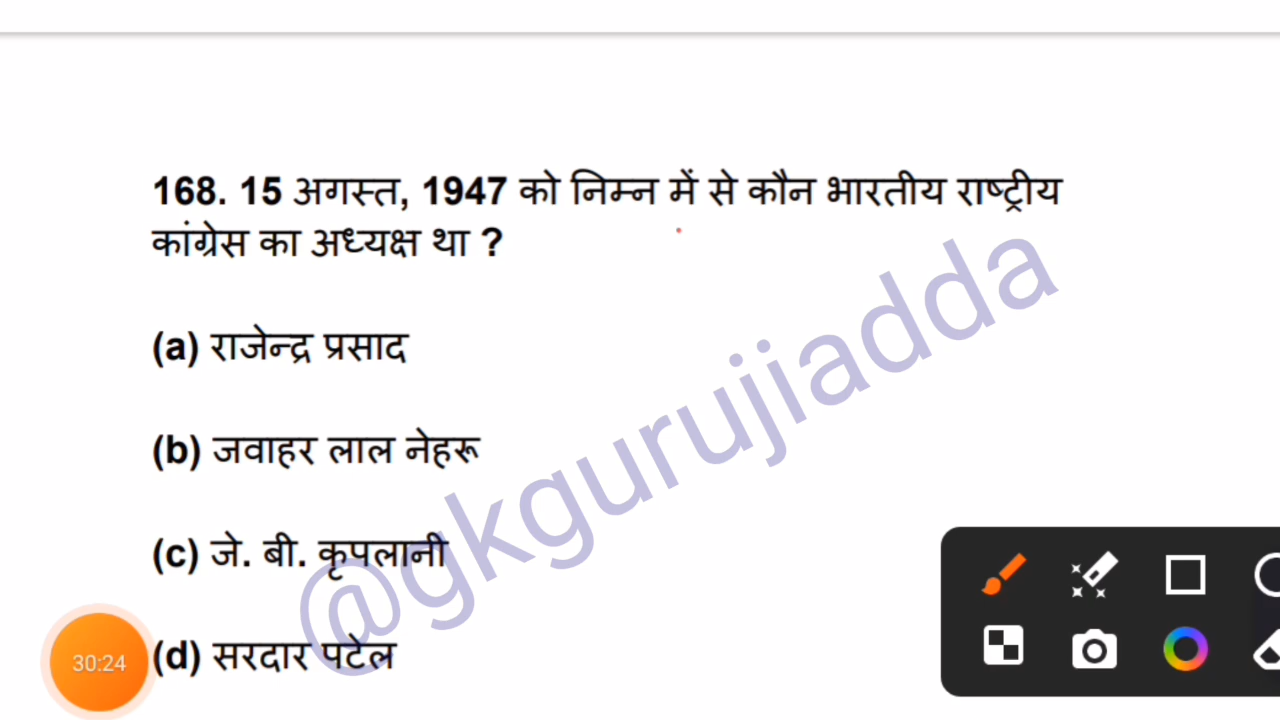 168. 15 अगस्त, 1947 को निम्न में से कौन भारतीय राष्ट्रीय
कांग्रेस का अध्यक्ष था ?
(a) राजेन्द्र प्रसाद
(b) जवाहर लाल नेहरू
(c) जे. बी. कृपलानी
(d) सरदार पटेल
@gkgurujiadda
30:24